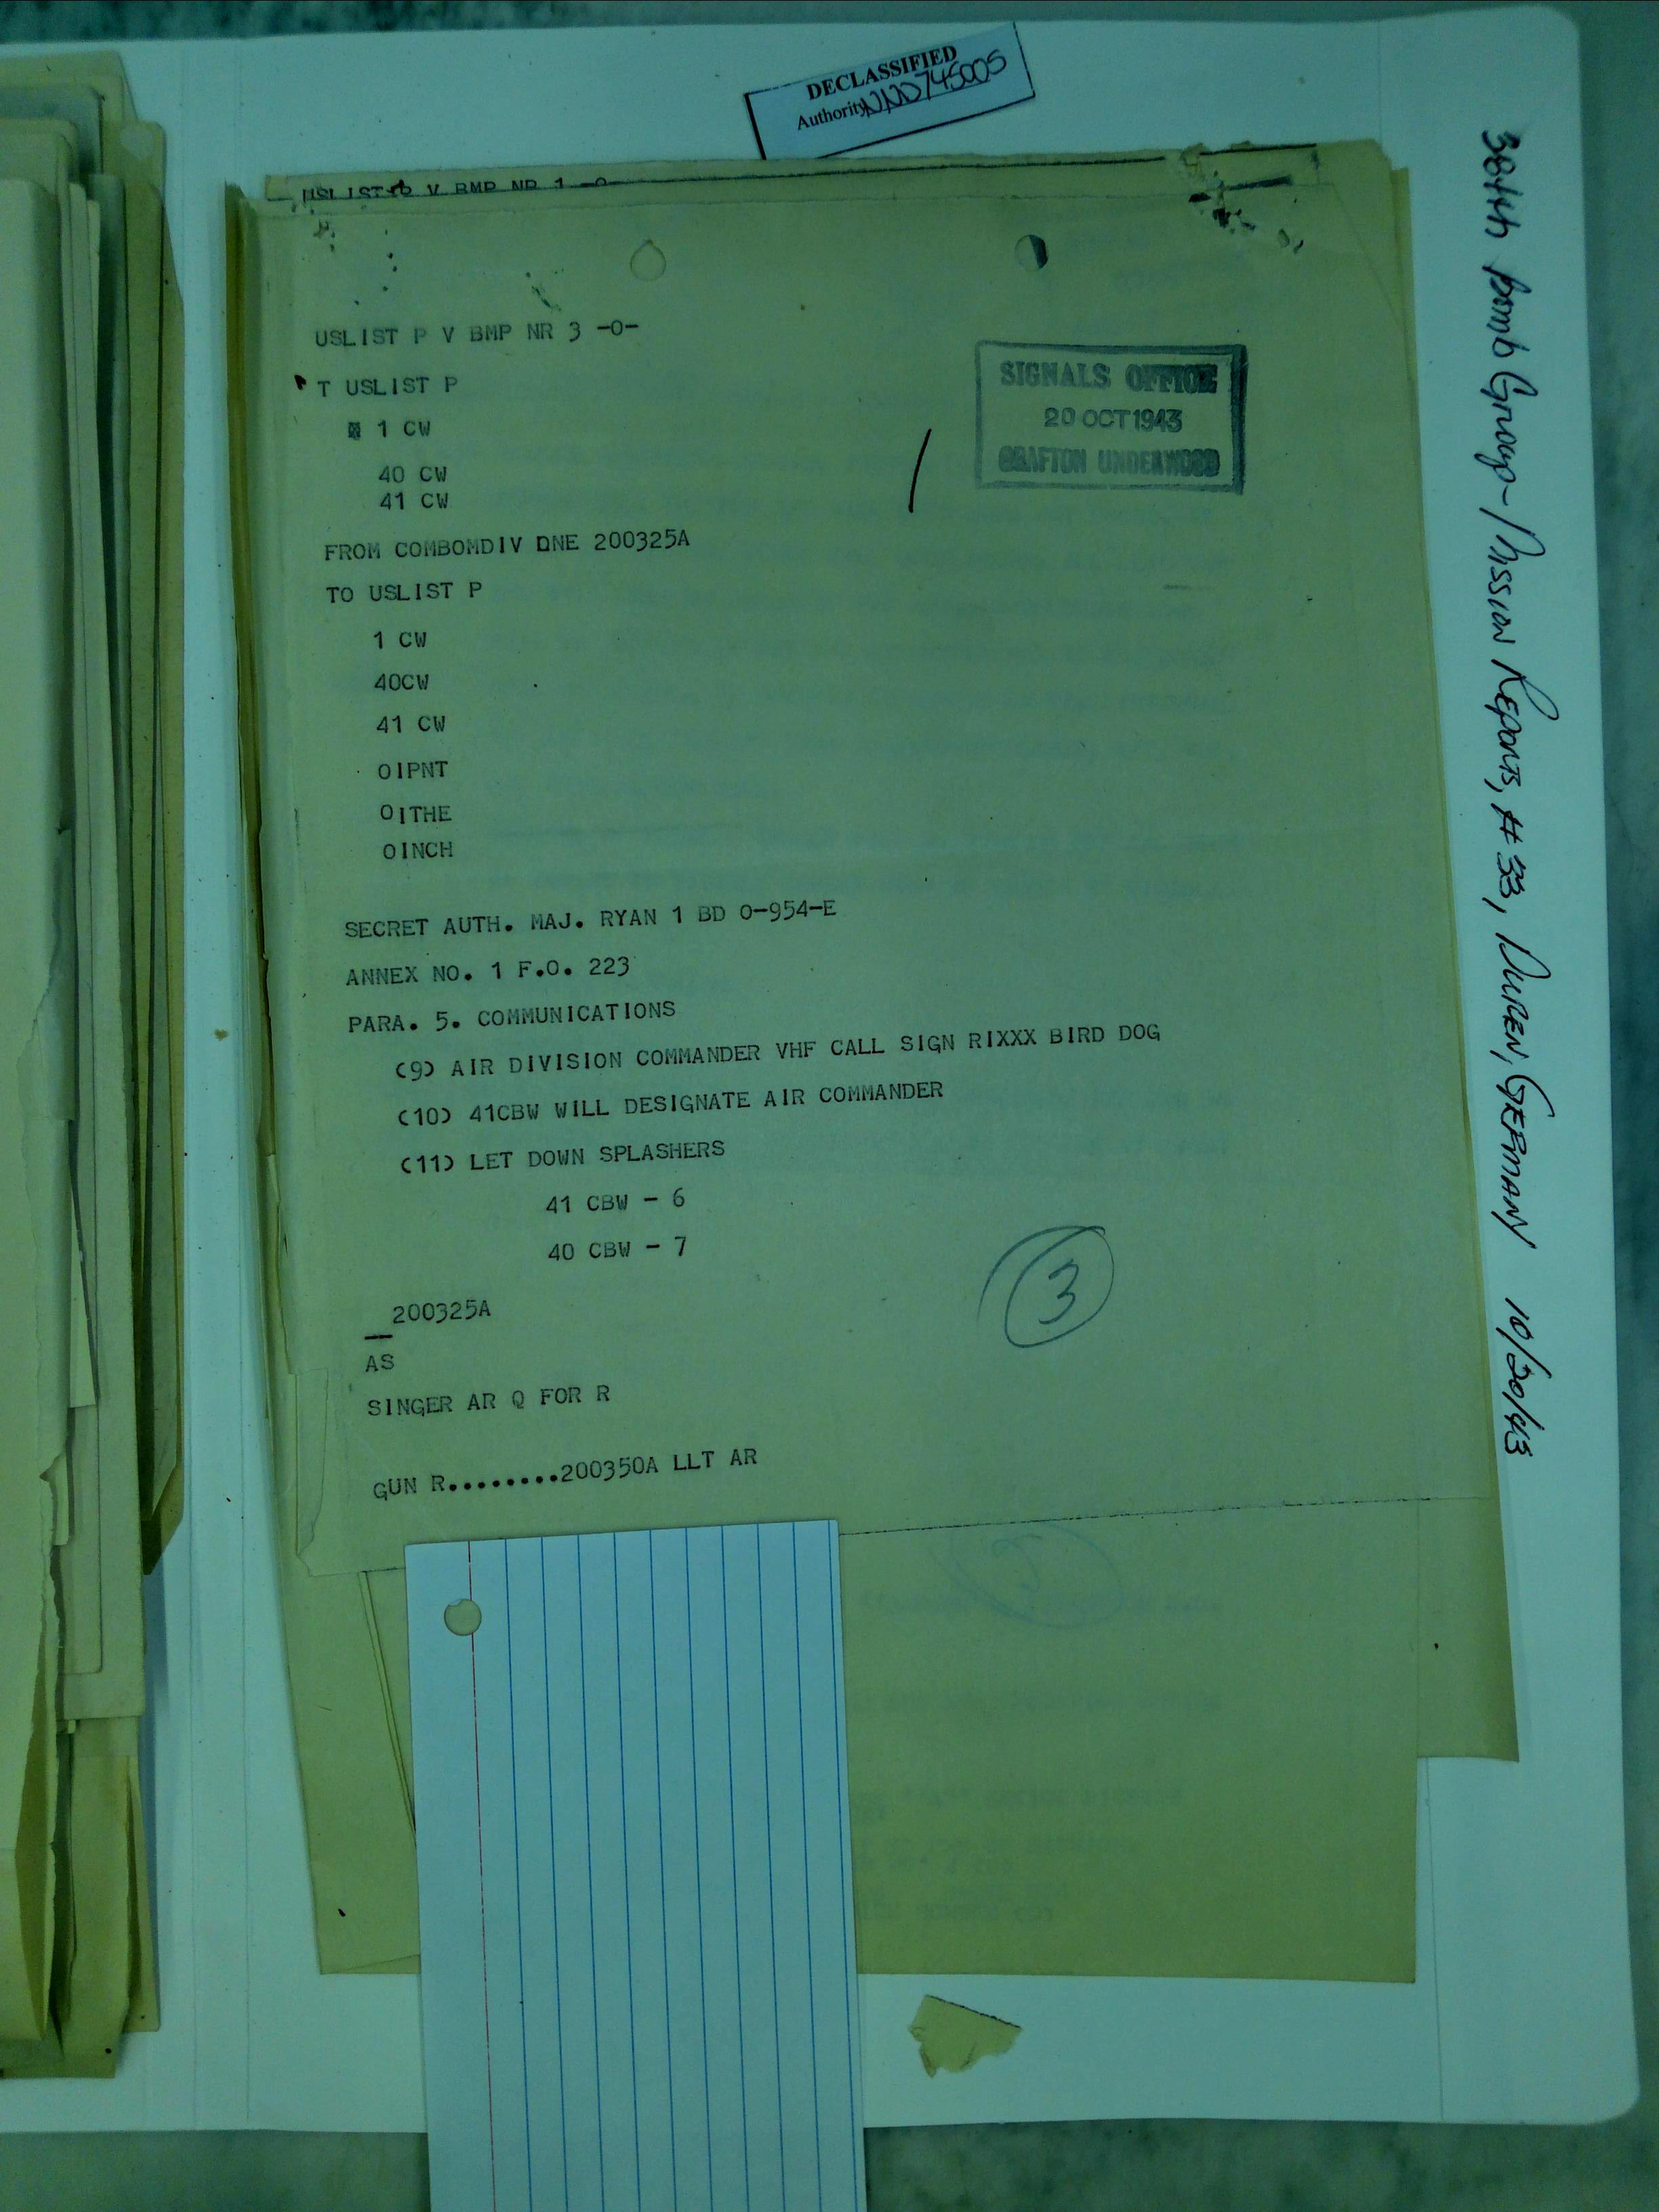 DECLASSIFIED
Authority NND745005
USLIST P V BMP NR 1 -0-
USLIST P V BMP NR 3 -0-
T USLIST P
1 CW
40 CW
41 CW
SIGNALS OFFICE
20 OCT 1943
GRAFTON UNDERWOOD
FROM COMBOMDIV ONE 200325A
TO USLIST P
1 CW
40CW
41 CW
OIPNT
OITHE
OINCH
SECRET AUTH. MAJ. RYAN 1 BD O-954-E
ANNEX NO. 1 F.O. 223
PARA. 5. COMMUNICATIONS
(9) AIR DIVISION COMMANDER VHF CALL SIGN RIXXX BIRD DOG
(10) 41CBW WILL DESIGNATE AIR COMMANDER
(11) LET DOWN SPLASHERS
41 CBW - 6
40 CBW - 7
3
200325A
AS
SINGER AR Q FOR R
GUN R........200350A LLT AR
384th Bomb Group - Mission Reports, #33, DUREN, GERMANY 10/20/43